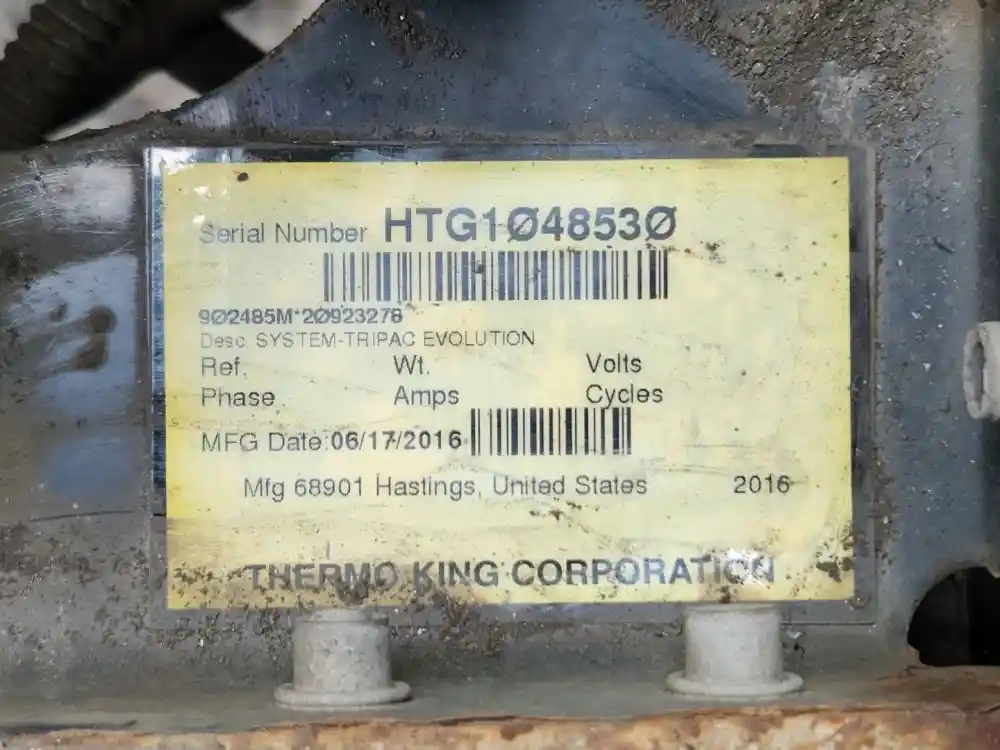 Serial Number HTG1Ø4853Ø
9Ø2485M*2Ø923278
Desc. SYSTEM-TRIPAC EVOLUTION
Ref. Wt. Volts
Phase Amps Cycles
MFG Date:06/17/2016
Mfg 68901 Hastings, United States 2016
THERMO KING CORPORATION